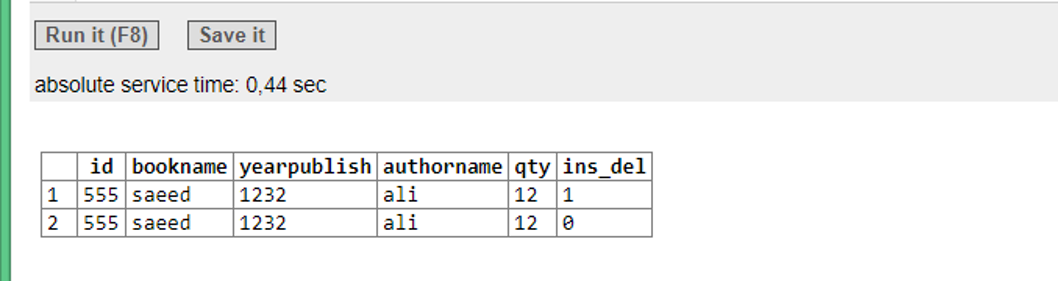 Run it (F8) Save it
absolute service time: 0,44 sec
id bookname yearpublish authorname qty ins_del
1 555 saeed 1232 ali 12 1
2 555 saeed 1232 ali 12 0